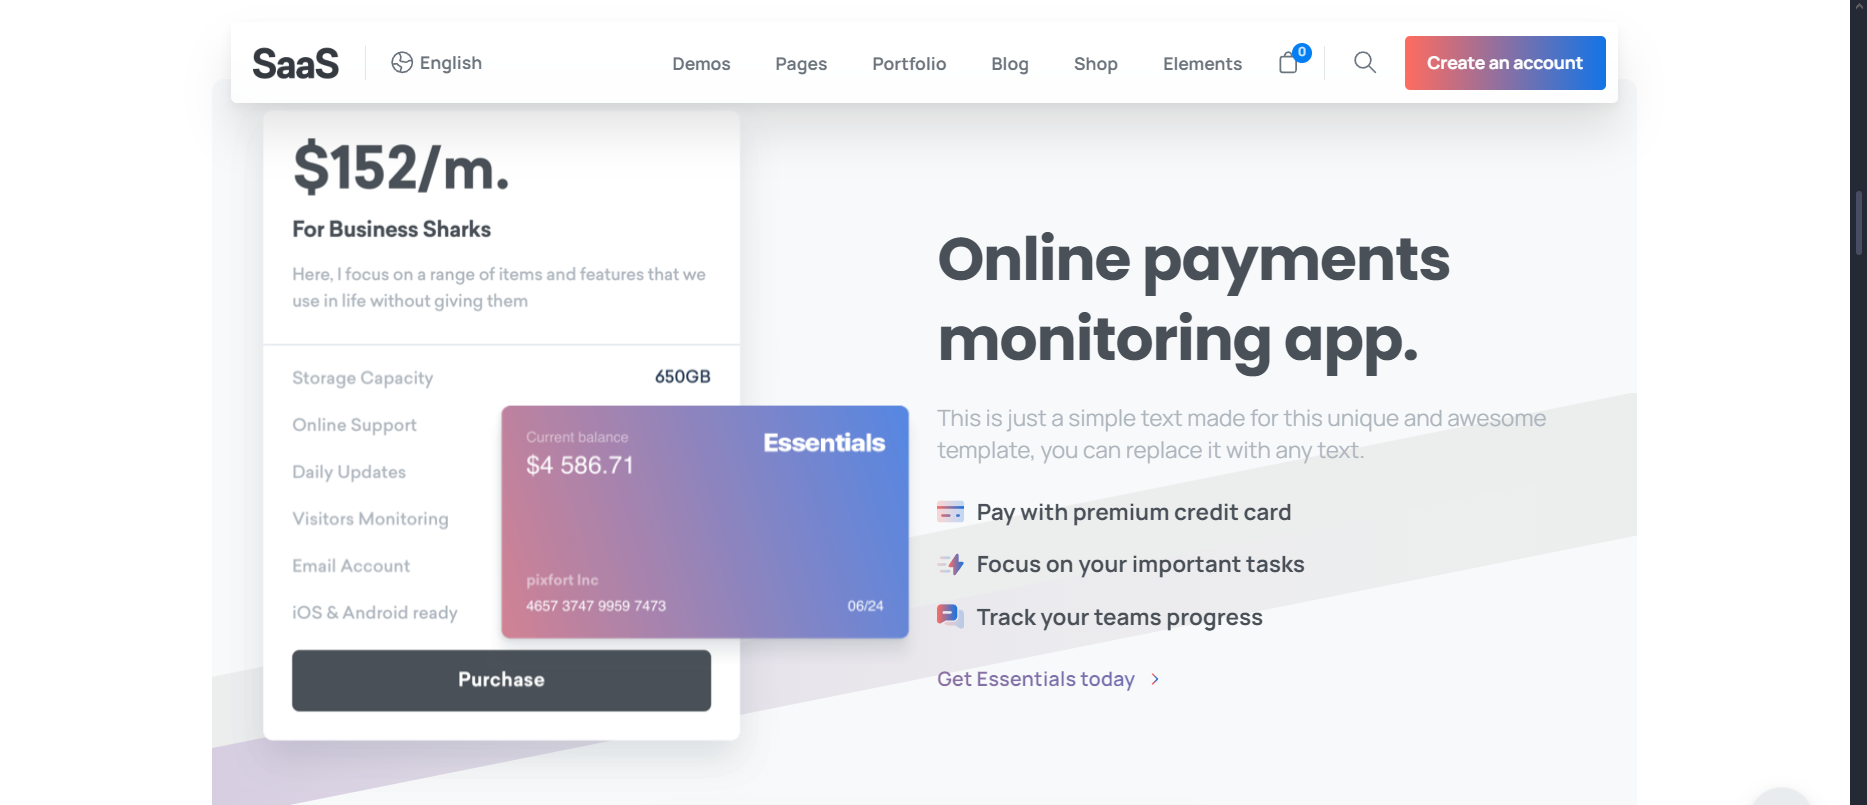 SaaS
English
Demos
Pages
Portfolio
Blog
Shop
Elements
0
Create an account
$152/m.
For Business Sharks
Here, I focus on a range of items and features that we
use in life without giving them
Storage Capacity 650GB
Online Support
Daily Updates
Visitors Monitoring
Email Account
iOS & Android ready
Purchase
Current balance
$4 586.71
Essentials
pixfort Inc
4657 3747 9959 7473
06/24
Online payments
monitoring app.
This is just a simple text made for this unique and awesome
template, you can replace it with any text.
Pay with premium credit card
Focus on your important tasks
Track your teams progress
Get Essentials today